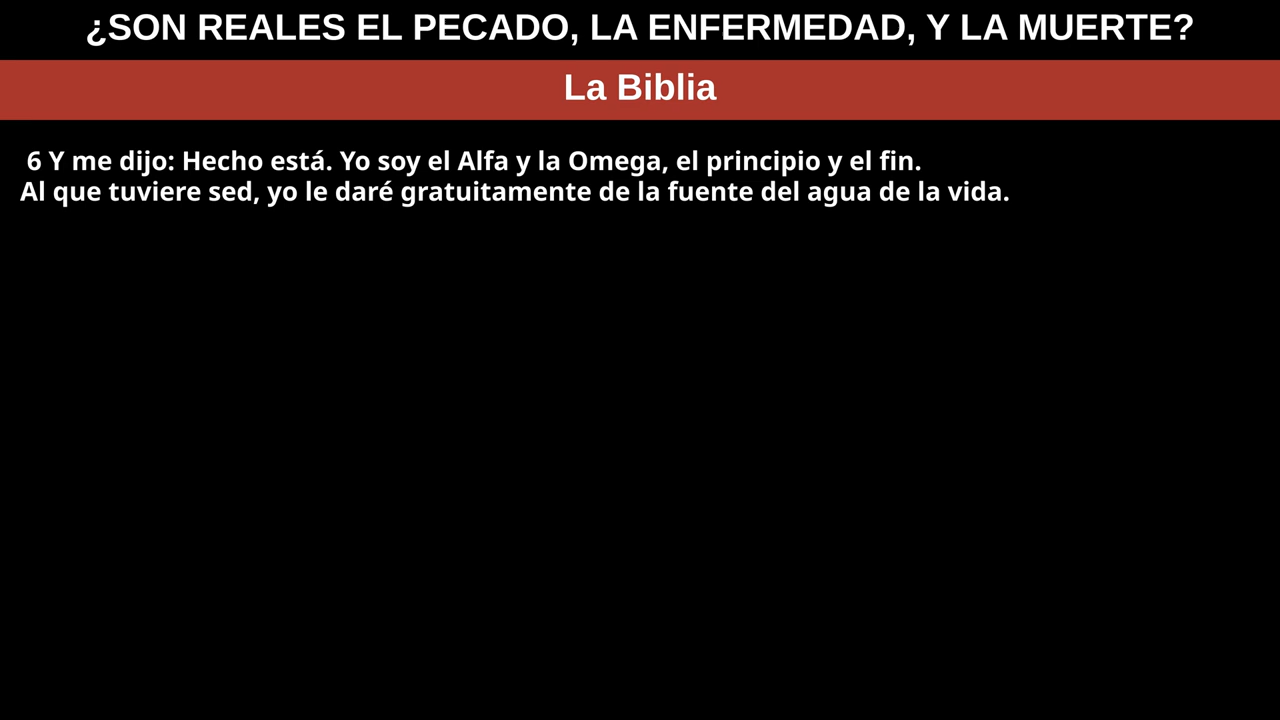 ¿SON REALES EL PECADO, LA ENFERMEDAD, Y LA MUERTE?
La Biblia
6 Y me dijo: Hecho está. Yo soy el Alfa y la Omega, el principio y el fin.
Al que tuviere sed, yo le daré gratuitamente de la fuente del agua de la vida.